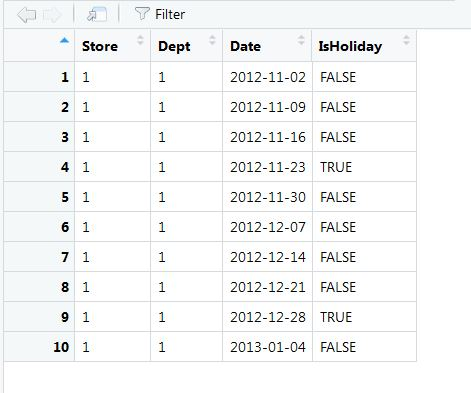 Filter
Store Dept Date IsHoliday
1 1 1 2012-11-02 FALSE
2 1 1 2012-11-09 FALSE
3 1 1 2012-11-16 FALSE
4 1 1 2012-11-23 TRUE
5 1 1 2012-11-30 FALSE
6 1 1 2012-12-07 FALSE
7 1 1 2012-12-14 FALSE
8 1 1 2012-12-21 FALSE
9 1 1 2012-12-28 TRUE
10 1 1 2013-01-04 FALSE